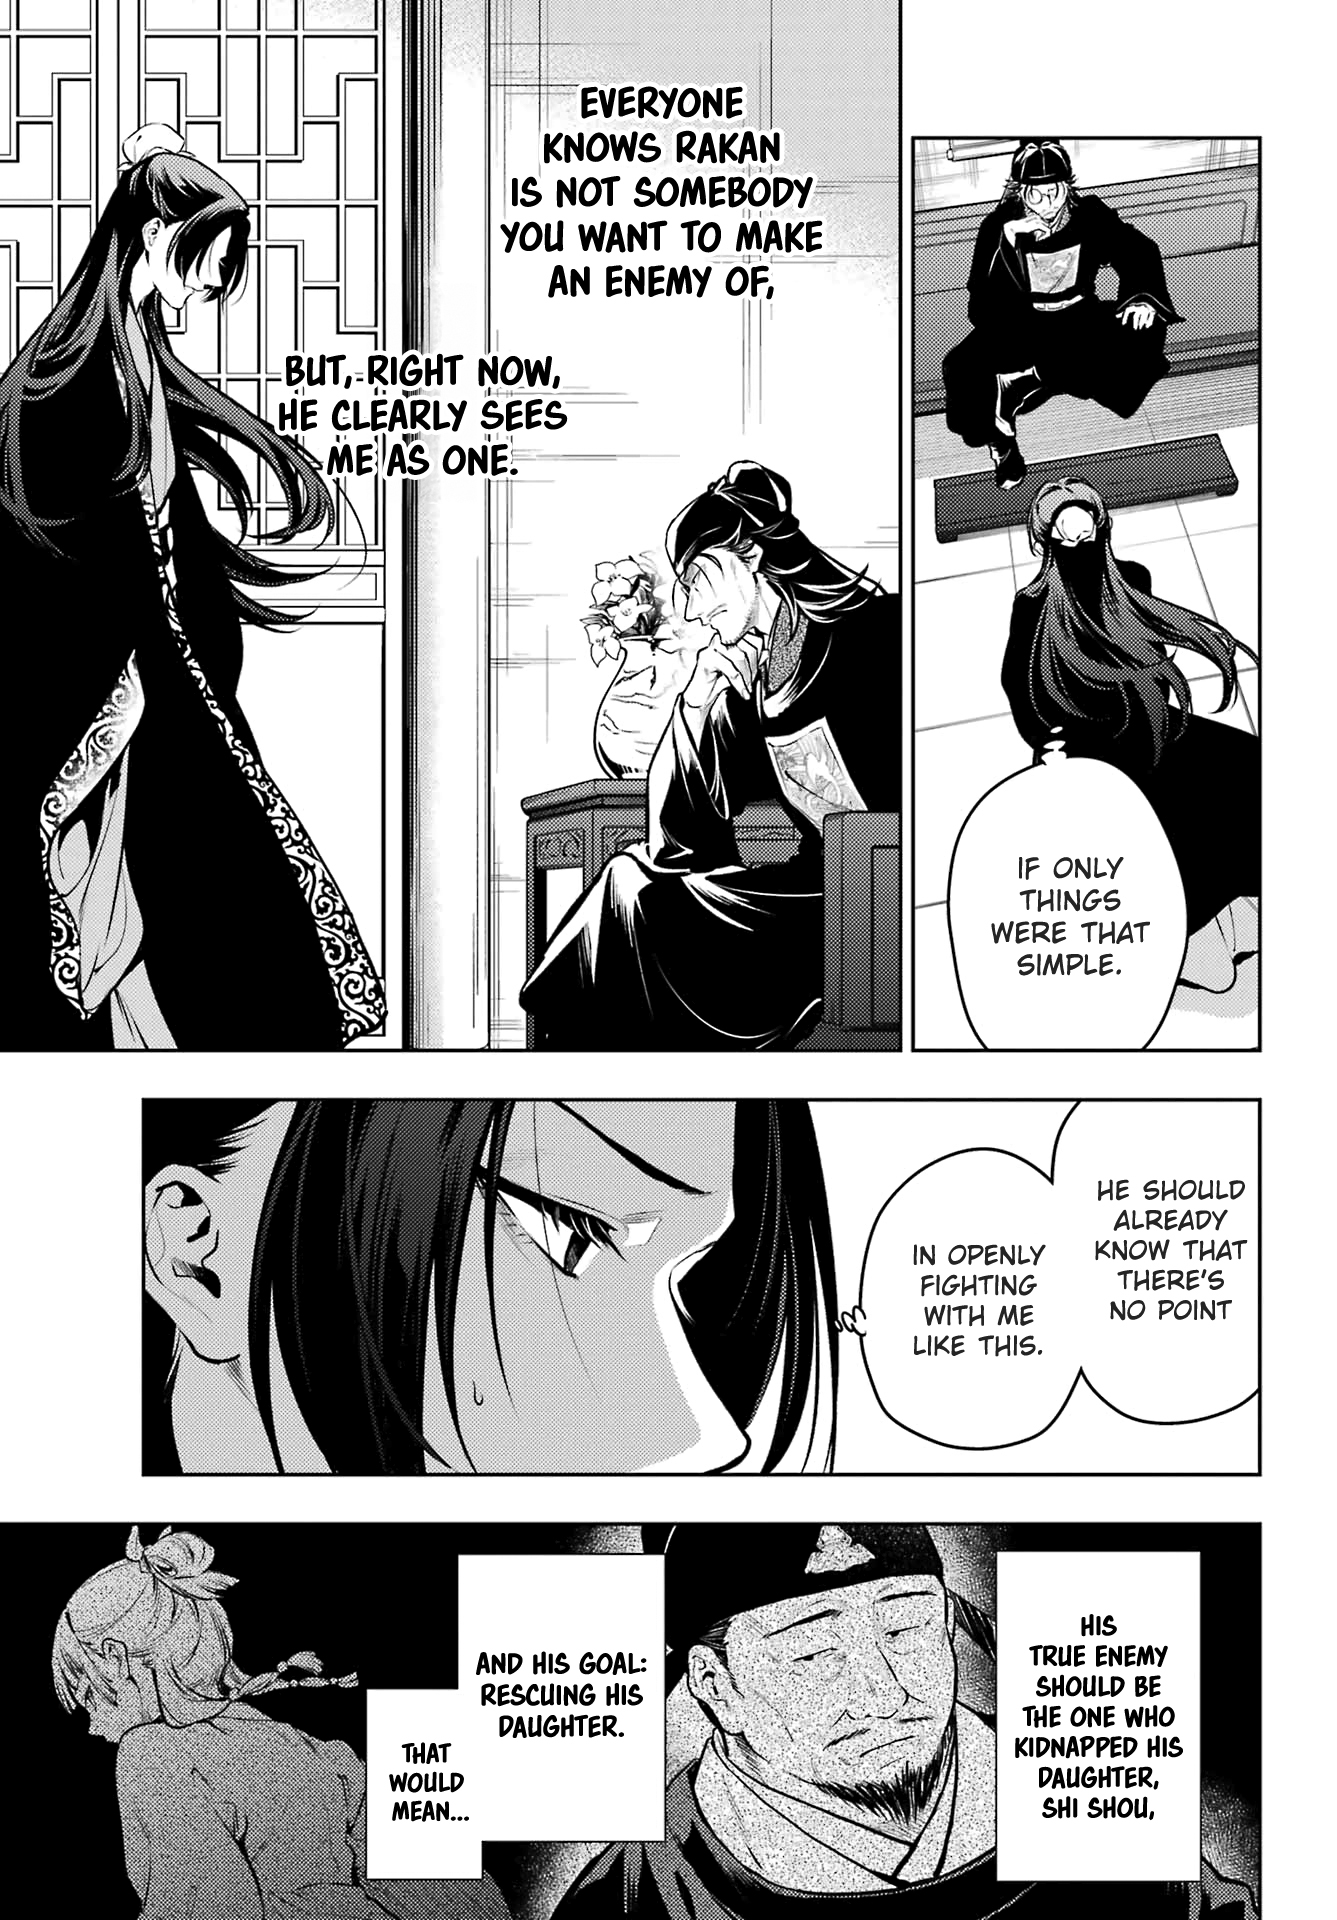 IF ONLY
THINGS
WERE THAT
SIMPLE.
EVERYONE
KNOWS RAKAN
IS NOT SOMEBODY
YOU WANT TO MAKE
AN ENEMY OF,
BUT, RIGHT NOW,
HE CLEARLY SEES
ME AS ONE.
HE SHOULD
ALREADY
KNOW THAT
THERE'S
NO POINT
IN OPENLY
FIGHTING
WITH ME
LIKE THIS.
HIS
TRUE ENEMY
SHOULD BE
THE ONE WHO
KIDNAPPED HIS
DAUGHTER,
SHI SHOU,
AND HIS GOAL:
RESCUING HIS
DAUGHTER.
THAT
WOULD
MEAN...